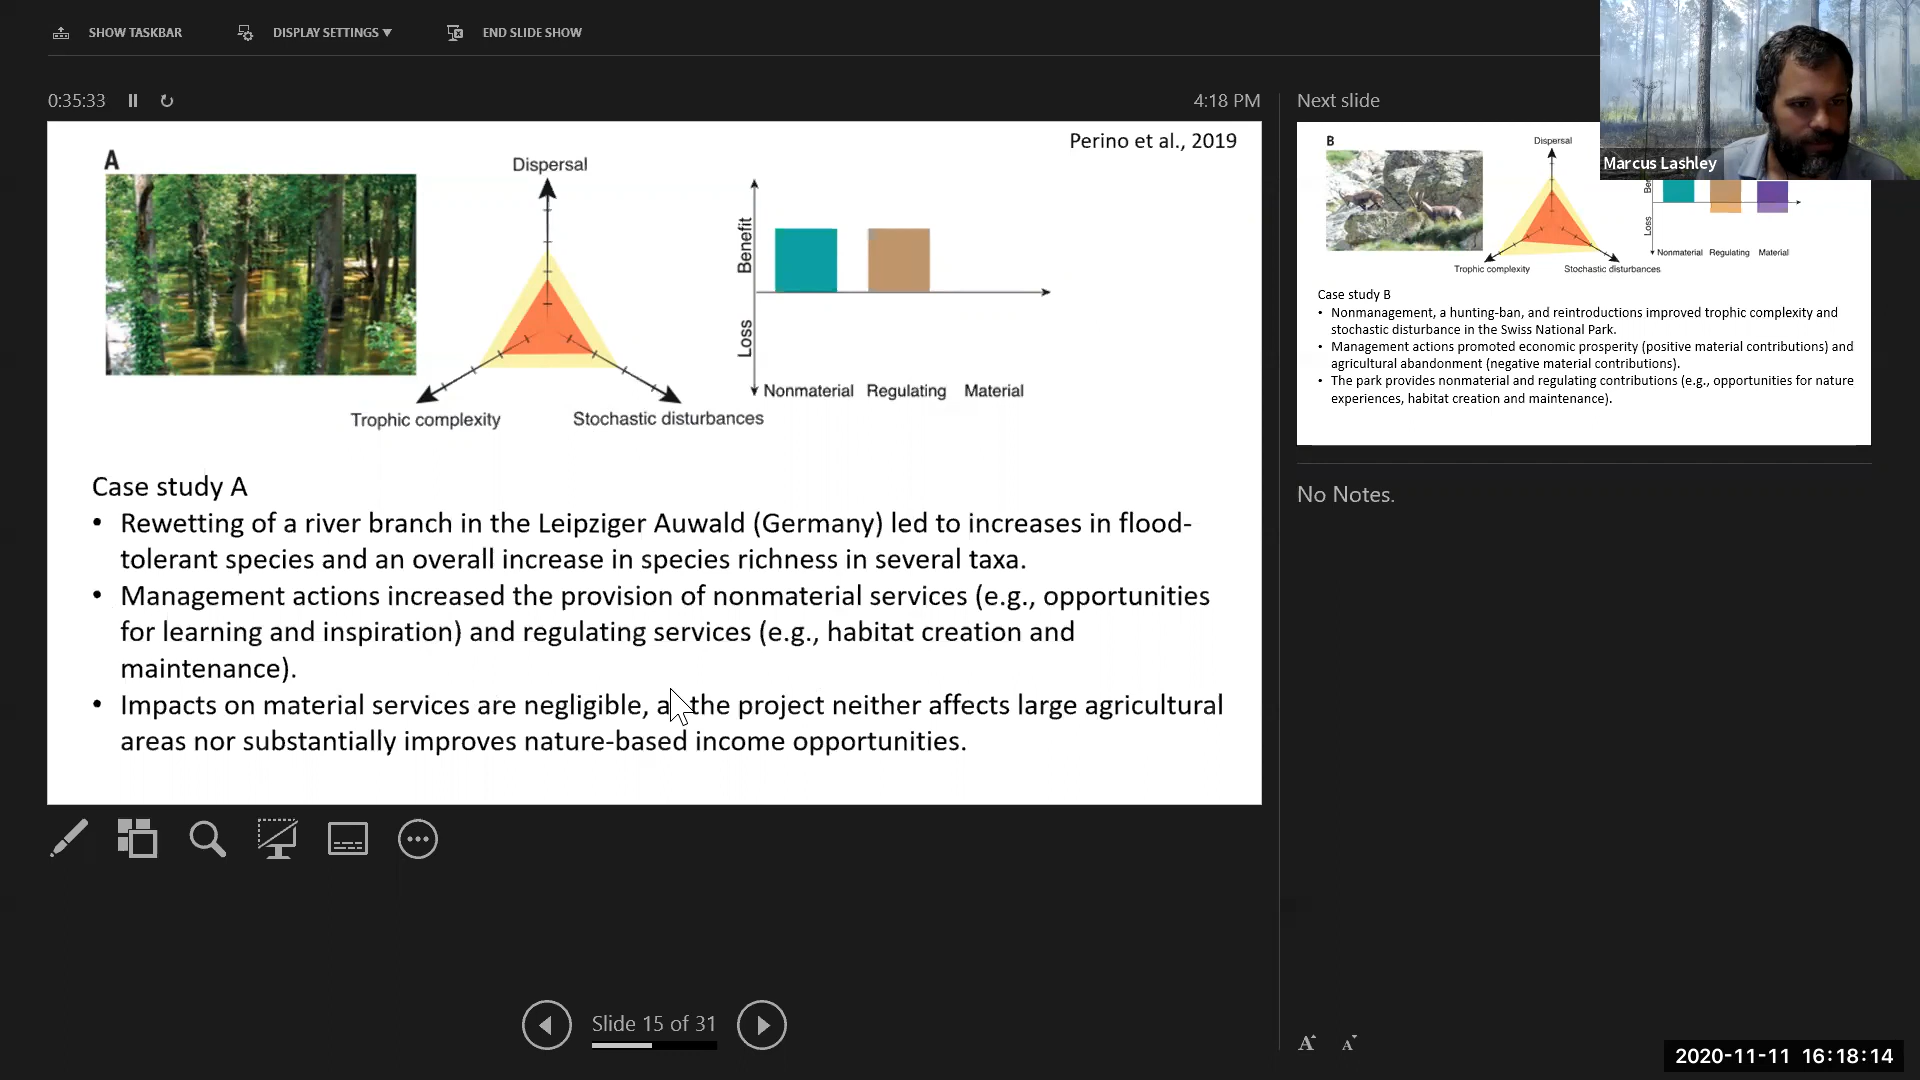 SHOW TASKBAR
DISPLAY SETTINGS ▼
END SLIDE SHOW
0:35:33
4:18 PM
Next slide
Marcus Lashley
Perino et al., 2019
A
Dispersal
Trophic complexity
Stochastic disturbances
Benefit
Loss
Nonmaterial Regulating Material
Case study A
• Rewetting of a river branch in the Leipziger Auwald (Germany) led to increases in flood-
tolerant species and an overall increase in species richness in several taxa.
• Management actions increased the provision of nonmaterial services (e.g., opportunities
for learning and inspiration) and regulating services (e.g., habitat creation and
maintenance).
• Impacts on material services are negligible, the project neither affects large agricultural
areas nor substantially improves nature-based income opportunities.
B
Dispersal
Trophic complexity
Stochastic disturbances
Loss
Nonmaterial Regulating Material
Case study B
• Nonmanagement, a hunting-ban, and reintroductions improved trophic complexity and
stochastic disturbance in the Swiss National Park.
• Management actions promoted economic prosperity (positive material contributions) and
agricultural abandonment (negative material contributions).
• The park provides nonmaterial and regulating contributions (e.g., opportunities for nature
experiences, habitat creation and maintenance).
No Notes.
Slide 15 of 31
A A
2020-11-11 16:18:14